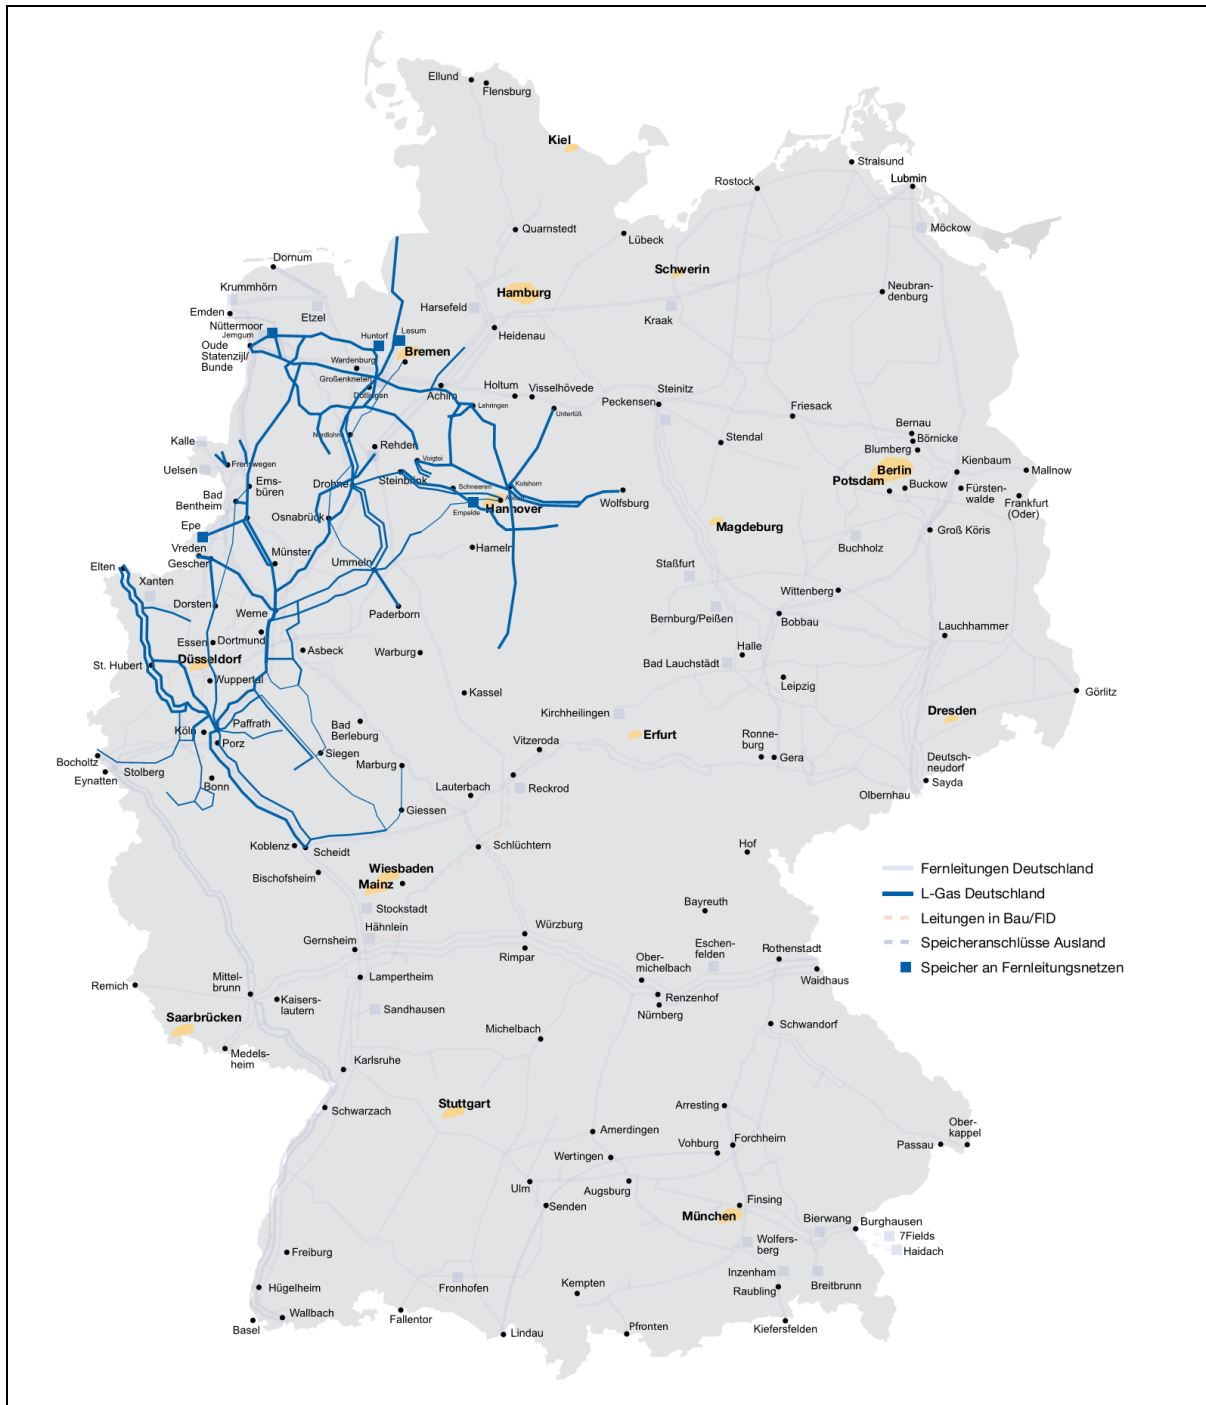 Ellund
Flensburg
Kiel
Stralsund
Rostock
Lubmin
Möckow
Quarnstedt
Lübeck
Schwerin
Dornum
Krummhörn
Hamburg
Neubran-
denburg
Emden
Etzel
Harsefeld
Kraak
Nüttermoor
Jemgum
Oude
Statenzijl/
Bunde
Huntorf
Lesum
Heidenau
Bremen
Wardenburg
Großenkneten
Dötlingen
Achim
Holtum
Visselhövede
Lehringen
Unterlüß
Steinitz
Peckensen
Friesack
Stendal
Bernau
Börnicke
Blumberg
Kalle
Nordlohne
Rehden
Voigtei
Uelsen
Frenswegen
Ems-
büren
Drohne
Steinbrink
Schneeren
Kolshorn
Berlin
Potsdam
Kienbaum
Mallnow
Buckow
Fürsten-
walde
Frankfurt
(Oder)
Bad
Bentheim
Hannover
Empelde
Wolfsburg
Osnabrück
Magdeburg
Groß Köris
Epe
Buchholz
Vreden
Gescher
Münster
Ummeln
Hameln
Elten
Xanten
Staßfurt
Dorsten
Werne
Paderborn
Wittenberg
Bernburg/Peißen
Bobbau
Essen
Dortmund
Asbeck
Warburg
Lauchhammer
Halle
Düsseldorf
St. Hubert
Bad Lauchstädt
Wuppertal
Leipzig
Kassel
Görlitz
Kirchheilingen
Dresden
Köln
Paffrath
Porz
Bad
Berleburg
Erfurt
Ronne-
burg
Gera
Vitzeroda
Siegen
Bocholtz
Eynatten
Stolberg
Bonn
Marburg
Deutsch-
neudorf
Sayda
Olbernhau
Lauterbach
Reckrod
Giessen
Koblenz
Scheidt
Schlüchtern
Hof
Bischofsheim
Wiesbaden
Mainz
Fernleitungen Deutschland
L-Gas Deutschland
Leitungen in Bau/FID
Speicheranschlüsse Ausland
Speicher an Fernleitungsnetzen
Stockstadt
Hähnlein
Bayreuth
Gernsheim
Würzburg
Rimpar
Eschen-
felden
Rothenstadt
Ober-
michelbach
Waidhaus
Remich
Mittel-
brunn
Lampertheim
Kaisers-
lautern
Renzenhof
Nürnberg
Sandhausen
Saarbrücken
Schwandorf
Michelbach
Medels-
heim
Karlsruhe
Schwarzach
Stuttgart
Arresting
Amerdingen
Forchheim
Vohburg
Ober-
kappel
Passau
Wertingen
Ulm
Augsburg
Senden
Finsing
München
Bierwang
Burghausen
7Fields
Haidach
Wolfers-
berg
Freiburg
Inzenham
Breitbrunn
Raubling
Hügelheim
Fronhofen
Kempten
Wallbach
Basel
Fallentor
Lindau
Pfronten
Kiefersfelden